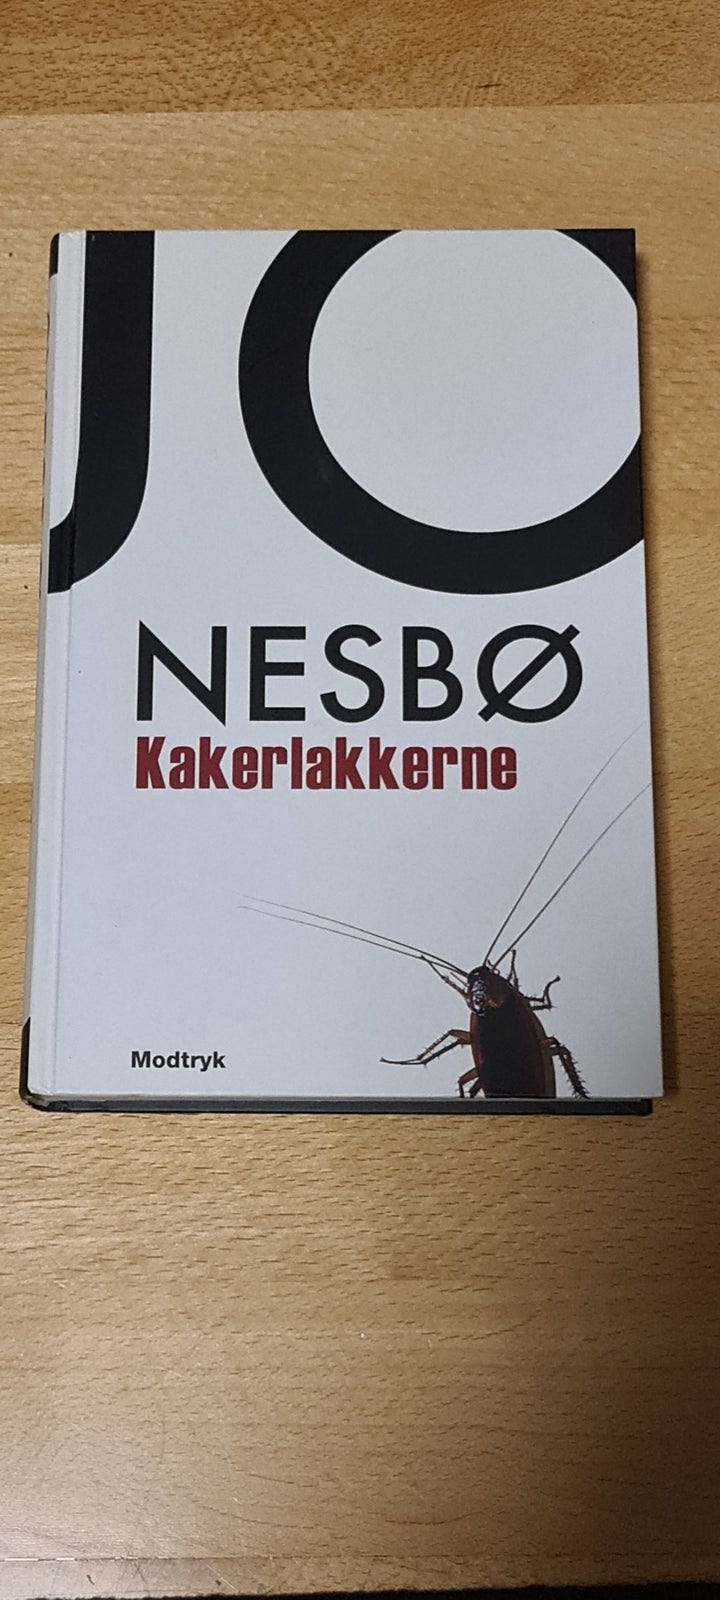 JO
NESBØ
Kakerlakkerne
Modtryk